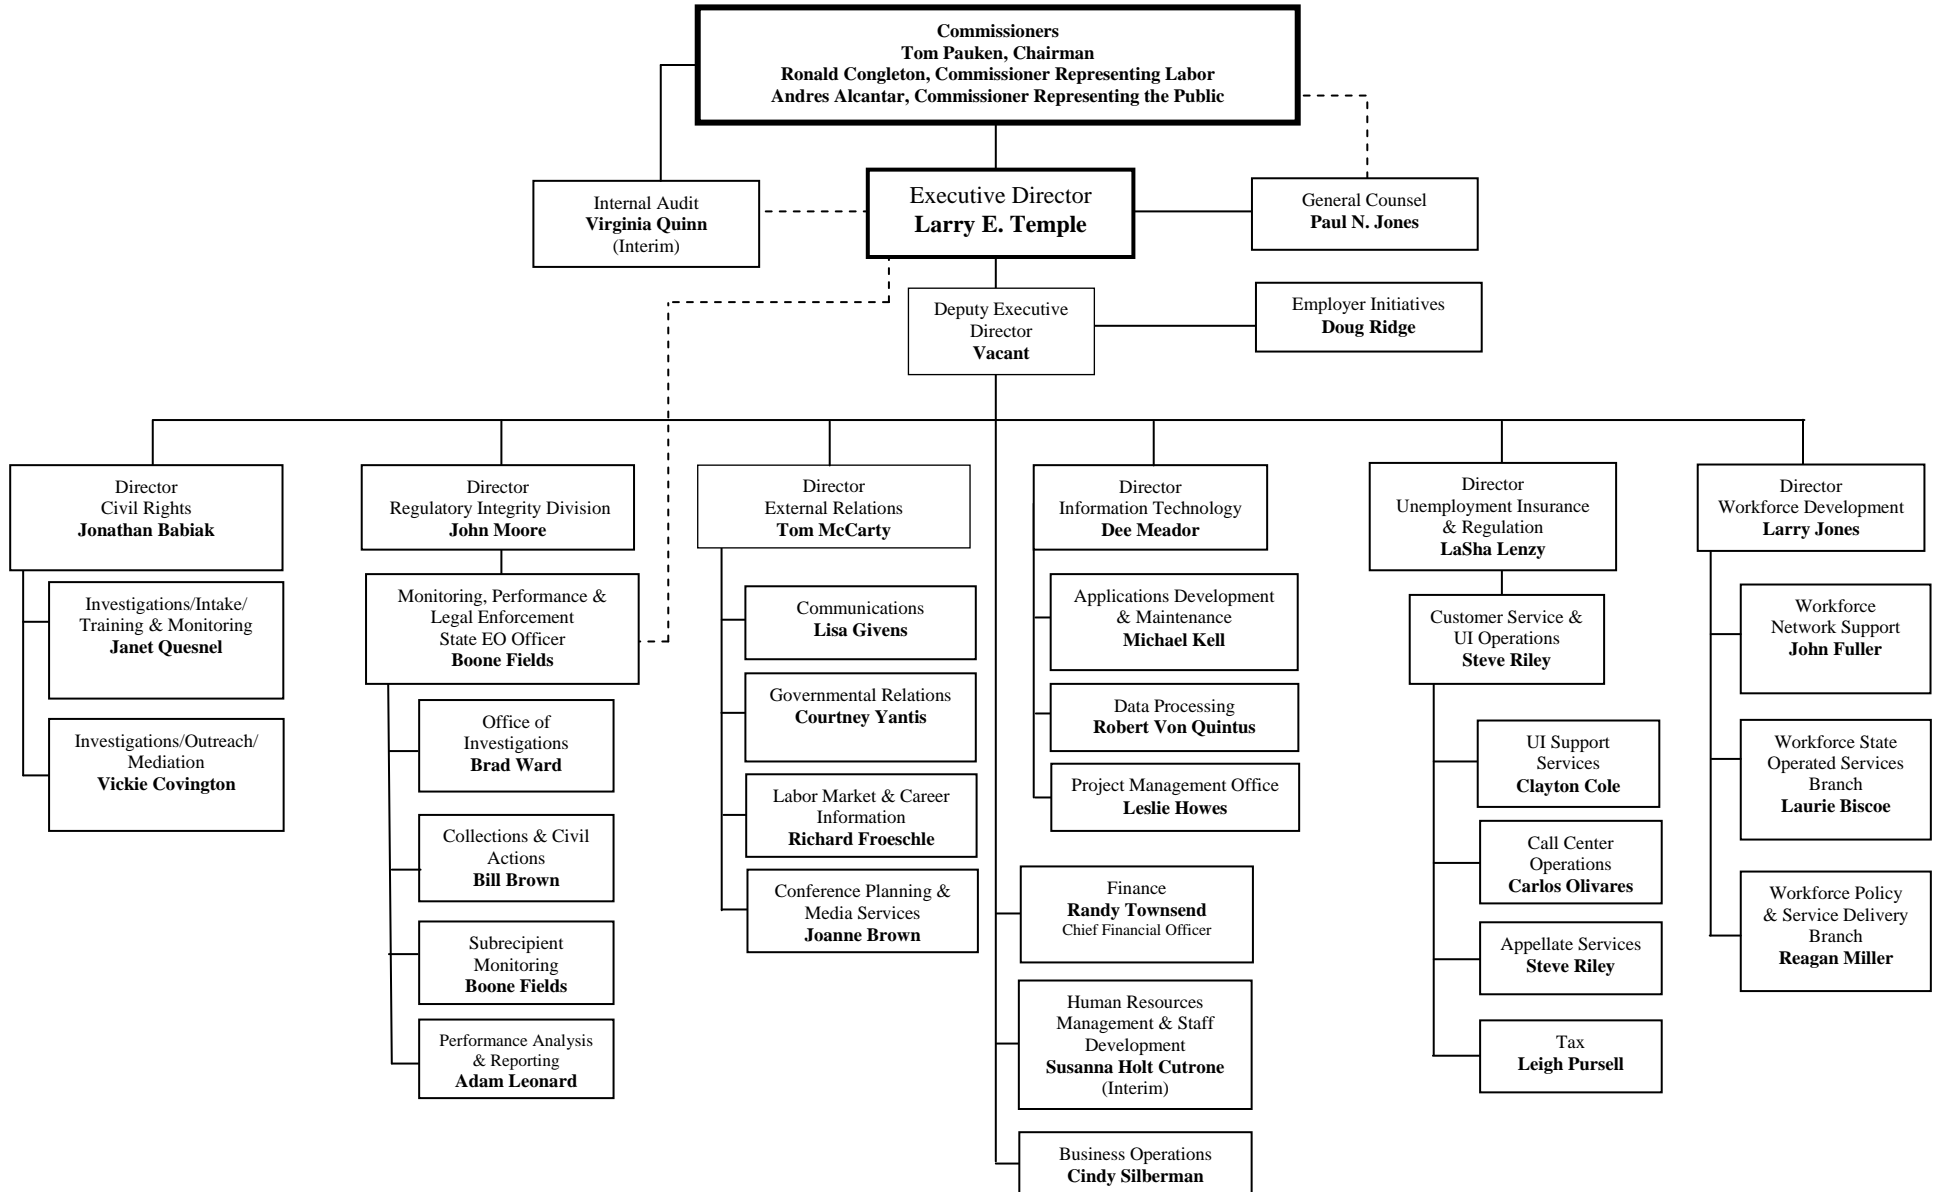 Commissioners
Tom Pauken, Chairman
Ronald Congleton, Commissioner Representing Labor
Andres Alcantar, Commissioner Representing the Public
Internal Audit
Virginia Quinn
(Interim)
Executive Director
Larry E. Temple
General Counsel
Paul N. Jones
Deputy Executive
Director
Vacant
Employer Initiatives
Doug Ridge
Director
Civil Rights
Jonathan Babiak
Investigations/Intake/
Training & Monitoring
Janet Quesnel
Investigations/Outreach/
Mediation
Vickie Covington
Director
Regulatory Integrity Division
John Moore
Monitoring, Performance &
Legal Enforcement
State EO Officer
Boone Fields
Office of
Investigations
Brad Ward
Collections & Civil
Actions
Bill Brown
Subrecipient
Monitoring
Boone Fields
Performance Analysis
& Reporting
Adam Leonard
Director
External Relations
Tom McCarty
Communications
Lisa Givens
Governmental Relations
Courtney Yantis
Labor Market & Career
Information
Richard Froeschle
Conference Planning &
Media Services
Joanne Brown
Director
Information Technology
Dee Meador
Applications Development
& Maintenance
Michael Kell
Data Processing
Robert Von Quintus
Project Management Office
Leslie Howes
Finance
Randy Townsend
Chief Financial Officer
Human Resources
Management & Staff
Development
Susanna Holt Cutrone
(Interim)
Business Operations
Cindy Silberman
Director
Unemployment Insurance
& Regulation
LaSha Lenzy
Customer Service &
UI Operations
Steve Riley
UI Support
Services
Clayton Cole
Call Center
Operations
Carlos Olivares
Appellate Services
Steve Riley
Tax
Leigh Pursell
Director
Workforce Development
Larry Jones
Workforce
Network Support
John Fuller
Workforce State
Operated Services
Branch
Laurie Biscoe
Workforce Policy
& Service Delivery
Branch
Reagan Miller